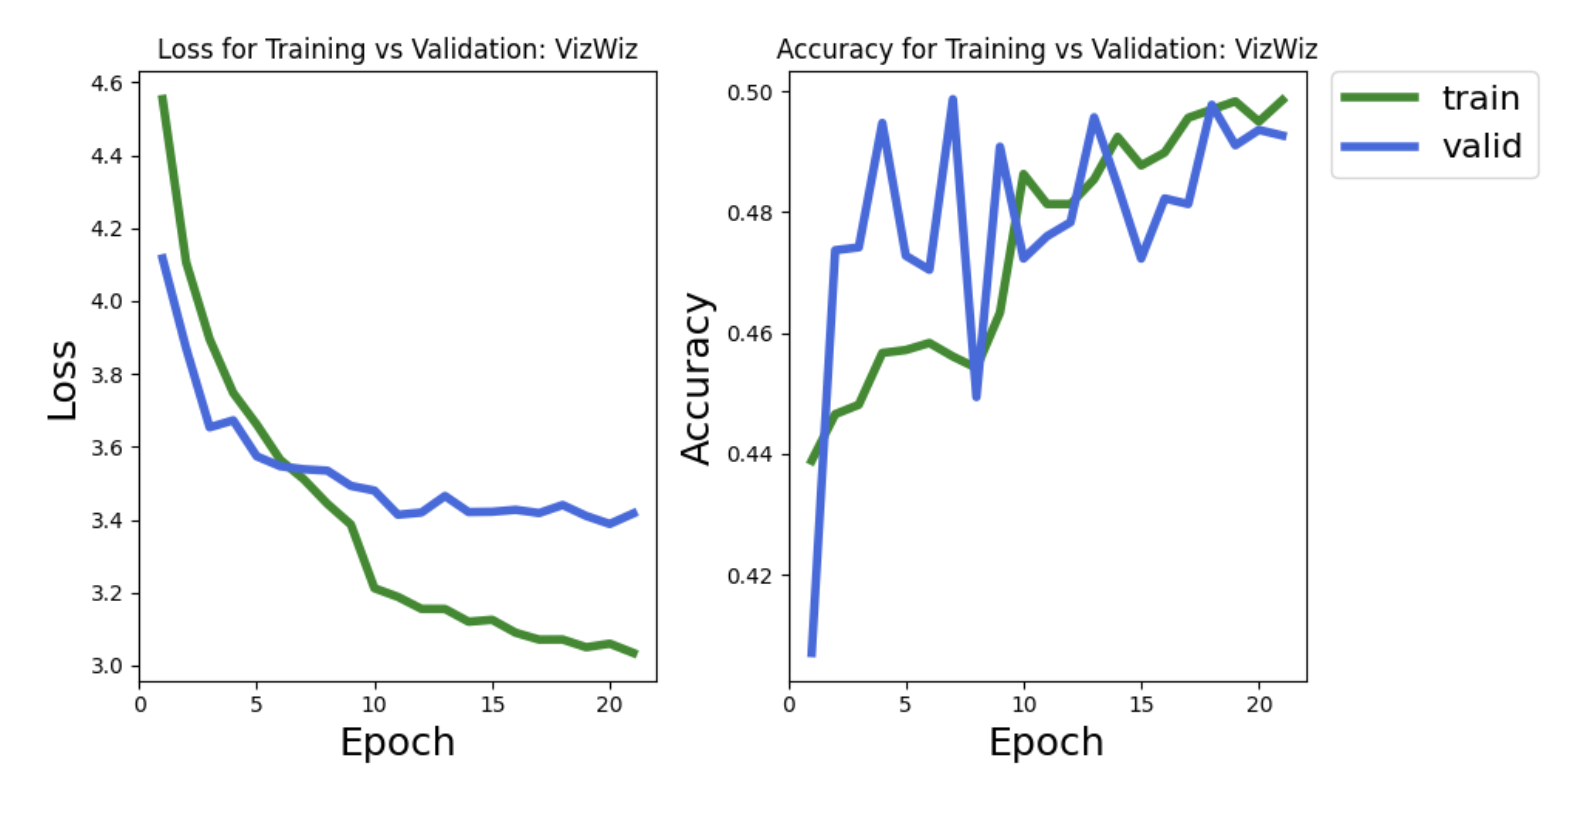 Loss for Training vs Validation: VizWiz
4.6
4.4
4.2
4.0
3.8
3.6
3.4
3.2
3.0
Loss
0 5 10 15 20
Epoch
Accuracy for Training vs Validation: VizWiz
0.50
0.48
0.46
0.44
0.42
Accuracy
0 5 10 15 20
Epoch
train
valid